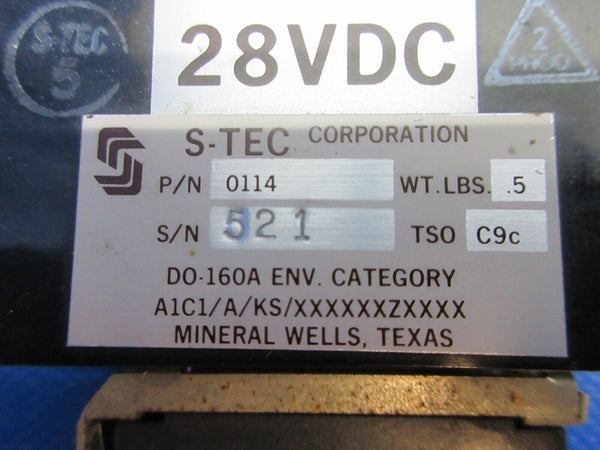 S-TEC
5
28VDC
2
PROD
S-TEC CORPORATION
P/N 0114 WT.LBS. .5
S/N 521 TSO C9c
DO-160A ENV. CATEGORY
A1C1/A/KS/XXXXXXZXXXX
MINERAL WELLS, TEXAS